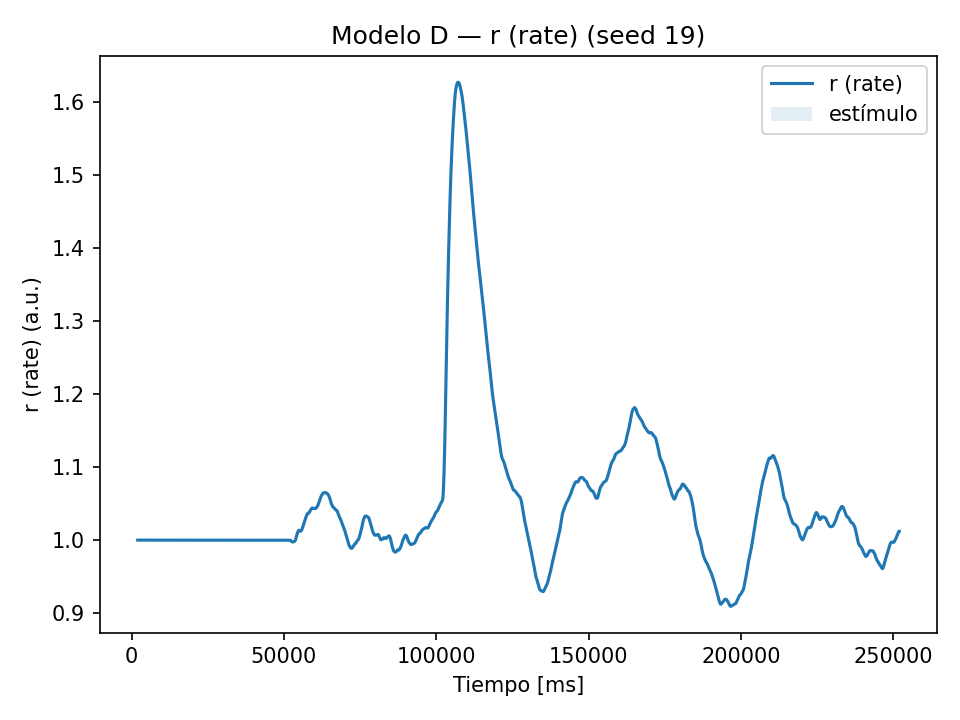 Modelo D — r (rate) (seed 19)
r (rate)
estímulo
1.6
1.5
1.4
1.3
1.2
1.1
1.0
0.9
r (rate) (a.u.)
0 50000 100000 150000 200000 250000
Tiempo [ms]